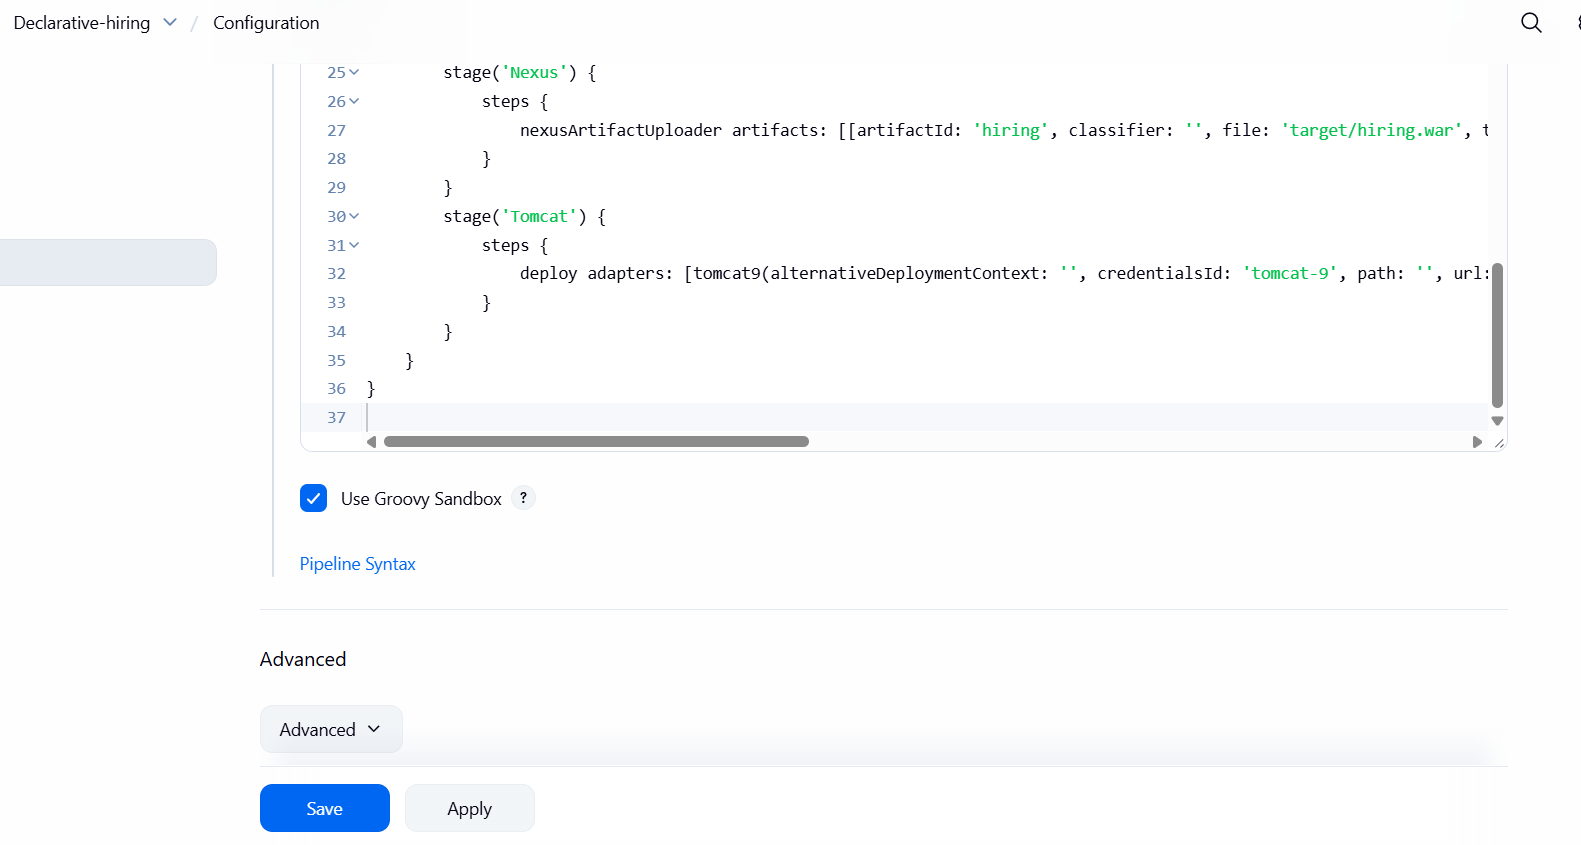 Declarative-hiring / Configuration
25 stage('Nexus') {
26 steps {
27 nexusArtifactUploader artifacts: [[artifactId: 'hiring', classifier: '', file: 'target/hiring.war', t
28 }
29 }
30 stage('Tomcat') {
31 steps {
32 deploy adapters: [tomcat9(alternativeDeploymentContext: '', credentialsId: 'tomcat-9', path: '', url:
33 }
34 }
35 }
36 }
37
Use Groovy Sandbox ?
Pipeline Syntax
Advanced
Advanced
Save Apply